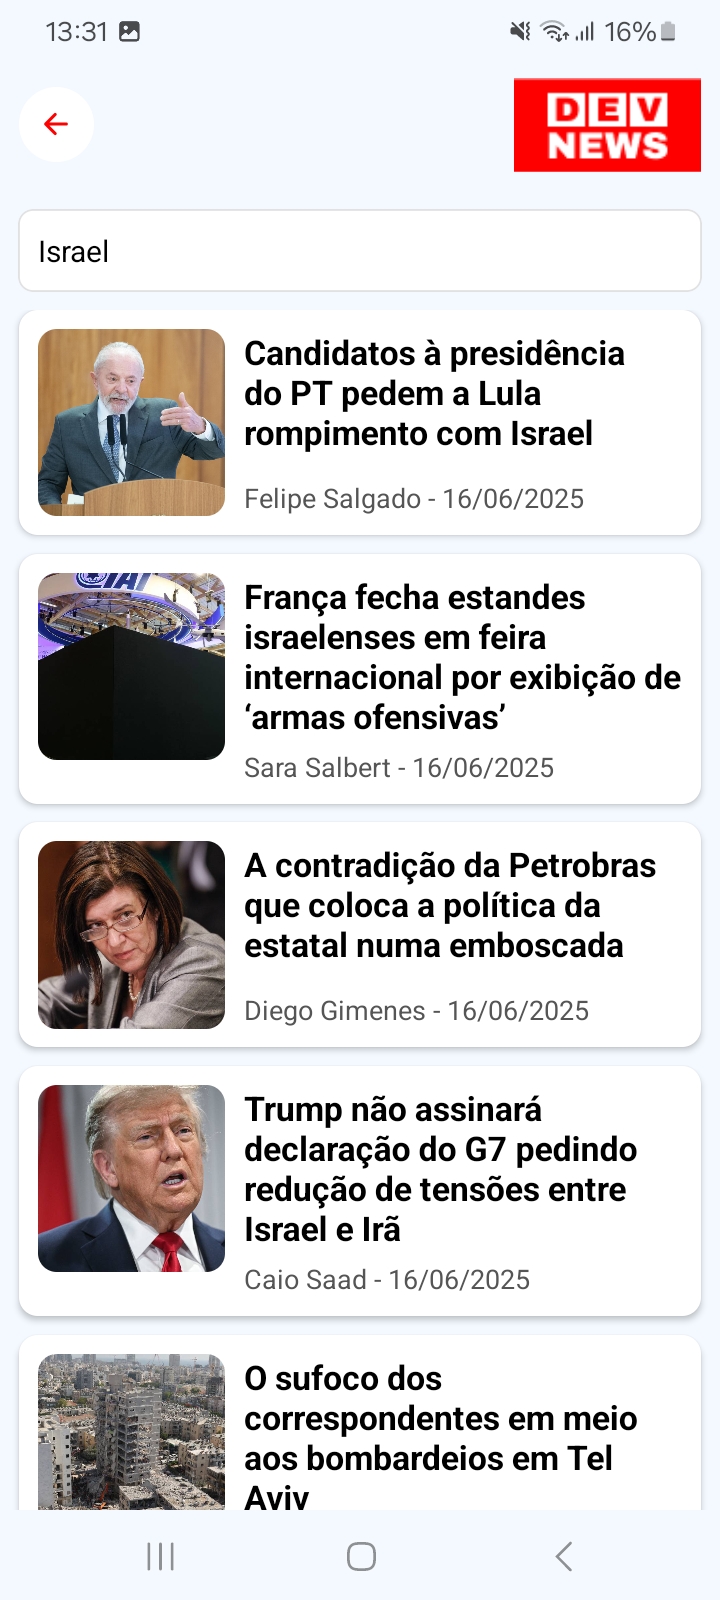 13:31
16%
DEV
NEWS
Israel
Candidatos à presidência
do PT pedem a Lula
rompimento com Israel
Felipe Salgado - 16/06/2025
IAI
França fecha estandes
israelenses em feira
internacional por exibição de
‘armas ofensivas’
Sara Salbert - 16/06/2025
A contradição da Petrobras
que coloca a política da
estatal numa emboscada
Diego Gimenes - 16/06/2025
Trump não assinará
declaração do G7 pedindo
redução de tensões entre
Israel e Irã
Caio Saad - 16/06/2025
O sufoco dos
correspondentes em meio
aos bombardeios em Tel
Aviv